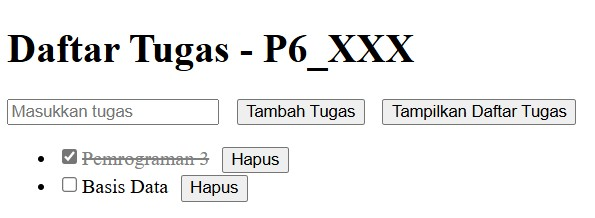 Daftar Tugas - P6_XXX
Masukkan tugas Tambah Tugas Tampilkan Daftar Tugas
Pemrograman 3 Hapus
Basis Data Hapus